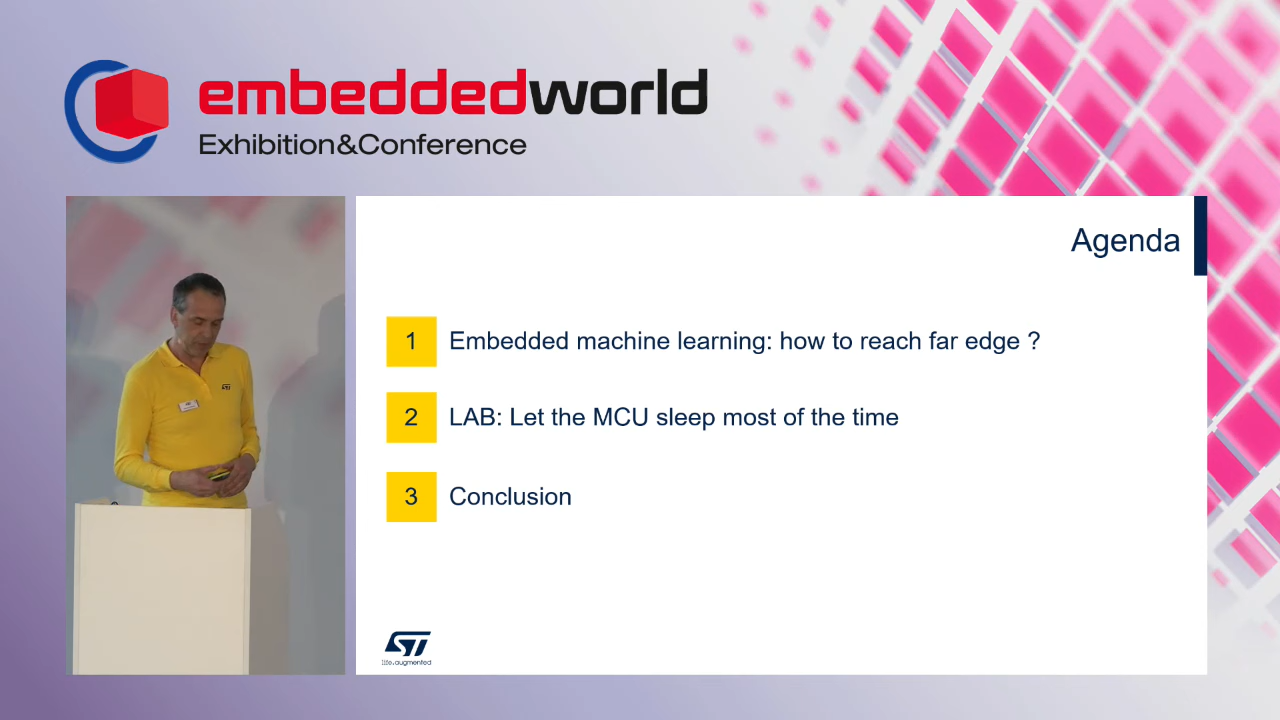 embeddedworld
Exhibition&Conference
Agenda
1 Embedded machine learning: how to reach far edge ?
2 LAB: Let the MCU sleep most of the time
3 Conclusion
ST
life.augmented